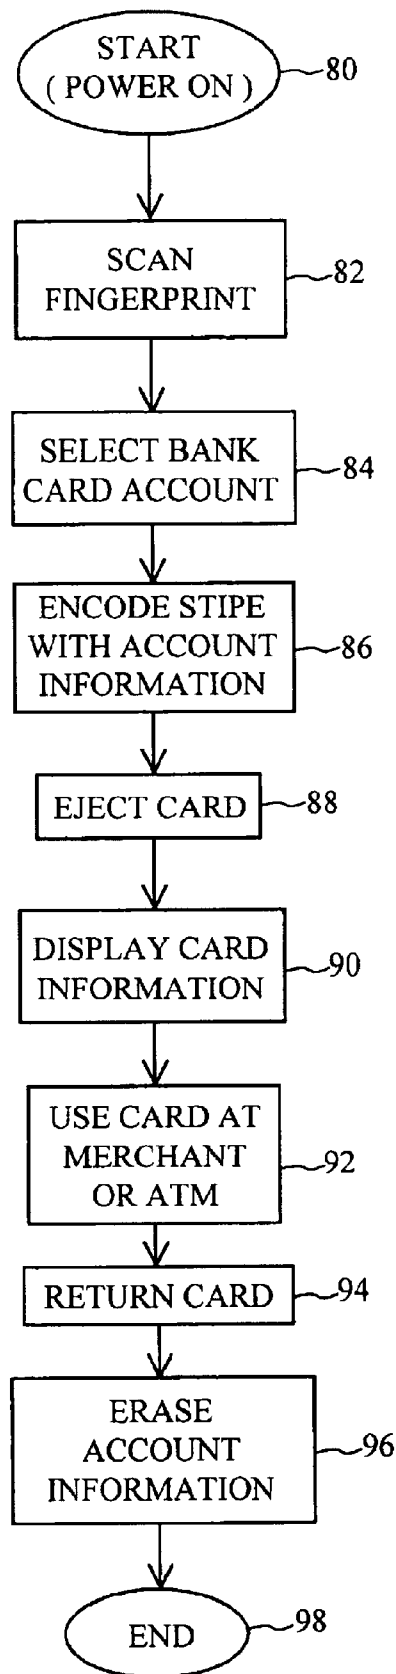 START
( POWER ON )
80
SCAN
FINGERPRINT
82
SELECT BANK
CARD ACCOUNT
84
ENCODE STIPE
WITH ACCOUNT
INFORMATION
86
EJECT CARD
88
DISPLAY CARD
INFORMATION
90
USE CARD AT
MERCHANT
OR ATM
92
RETURN CARD
94
ERASE
ACCOUNT
INFORMATION
96
END
98